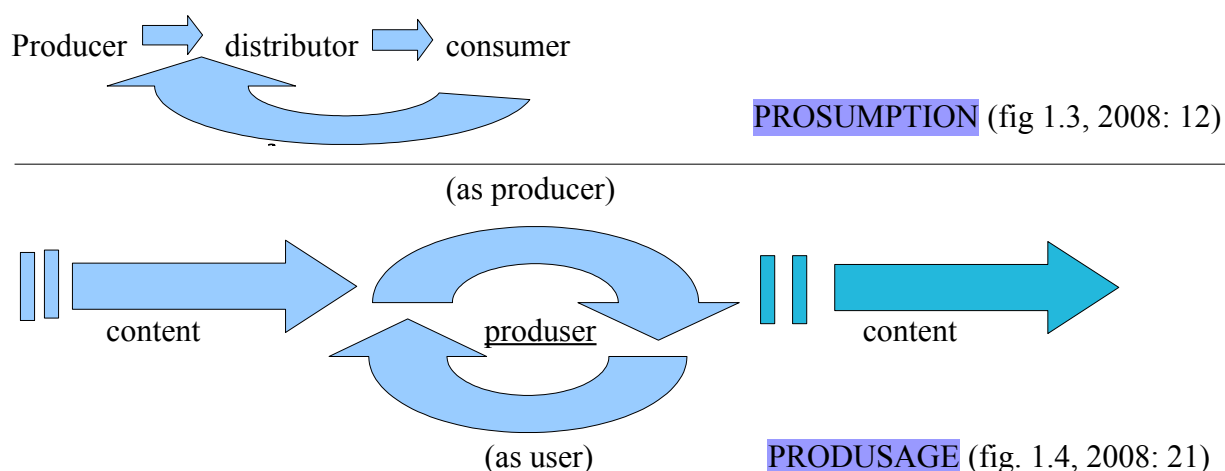 Producer distributor consumer
PROSUMPTION (fig 1.3, 2008: 12)
(as producer)
content produser content
(as user)
PRODUSAGE (fig. 1.4, 2008: 21)